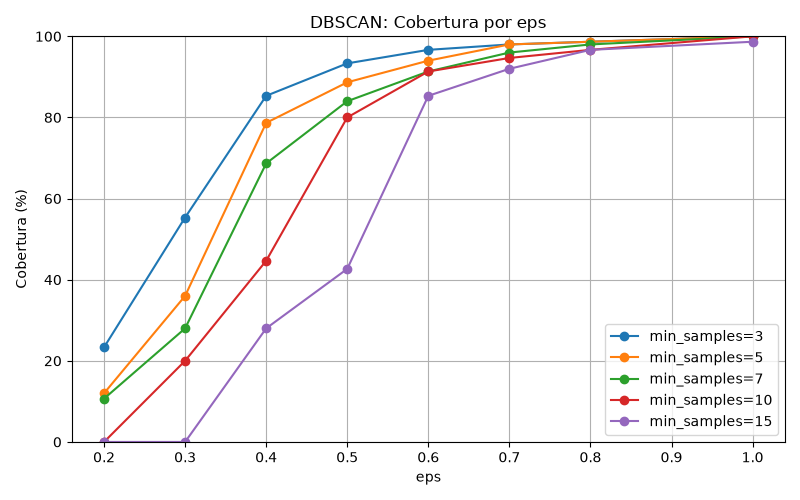 DBSCAN: Cobertura por eps
Cobertura (%)
100
80
60
40
20
0
0.2 0.3 0.4 0.5 0.6 0.7 0.8 0.9 1.0
eps
min_samples=3
min_samples=5
min_samples=7
min_samples=10
min_samples=15